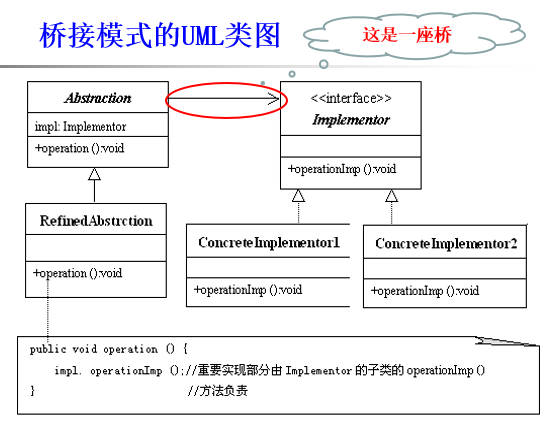 桥接模式的UML类图
这是一座桥
Abstraction
impl: Implementor
+operation ():void
<<interface>>
Implementor
+operationImp ():void
RefinedAbstrction
+operation ():void
ConcreteImplementor1
+operationImp ():void
ConcreteImplementor2
+operationImp ():void
public void operation () {
impl. operationImp ();//重要实现部分由 Implementor 的子类的 operationImp ()
} //方法负责